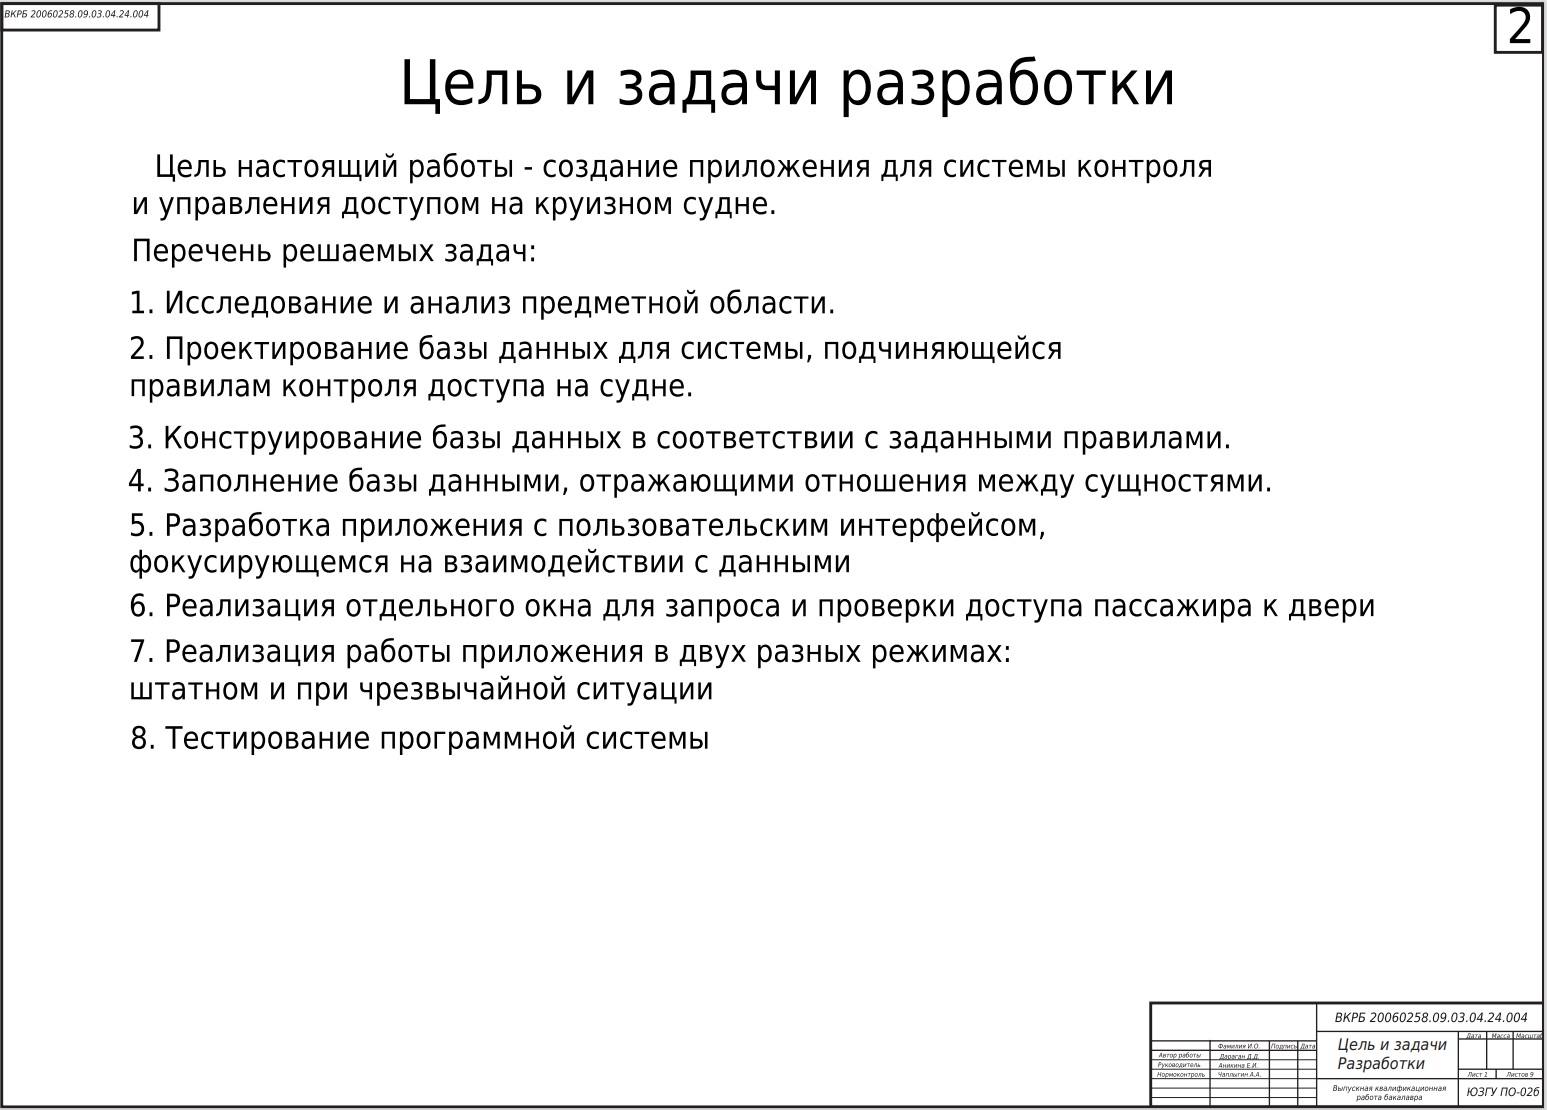 ВКРБ 20060258.09.03.04.24.004
2
Цель и задачи разработки
Цель настоящий работы - создание приложения для системы контроля
и управления доступом на круизном судне.
Перечень решаемых задач:
1. Исследование и анализ предметной области.
2. Проектирование базы данных для системы, подчиняющейся
правилам контроля доступа на судне.
3. Конструирование базы данных в соответствии с заданными правилами.
4. Заполнение базы данными, отражающими отношения между сущностями.
5. Разработка приложения с пользовательским интерфейсом,
фокусирующемся на взаимодействии с данными
6. Реализация отдельного окна для запроса и проверки доступа пассажира к двери
7. Реализация работы приложения в двух разных режимах:
штатном и при чрезвычайной ситуации
8. Тестирование программной системы
ВКРБ 20060258.09.03.04.24.004
Фамилия И.О. Подпись Дата
Автор работы Дараган Д.Д.
Руководитель Аникина Е.И.
Нормоконтроль Чаплыгин А.А.
Цель и задачи
Разработки
Дата Масса Масштаб
Лист 1 Листов 9
Выпускная квалификационная
работа бакалавра
ЮЗГУ ПО-02б